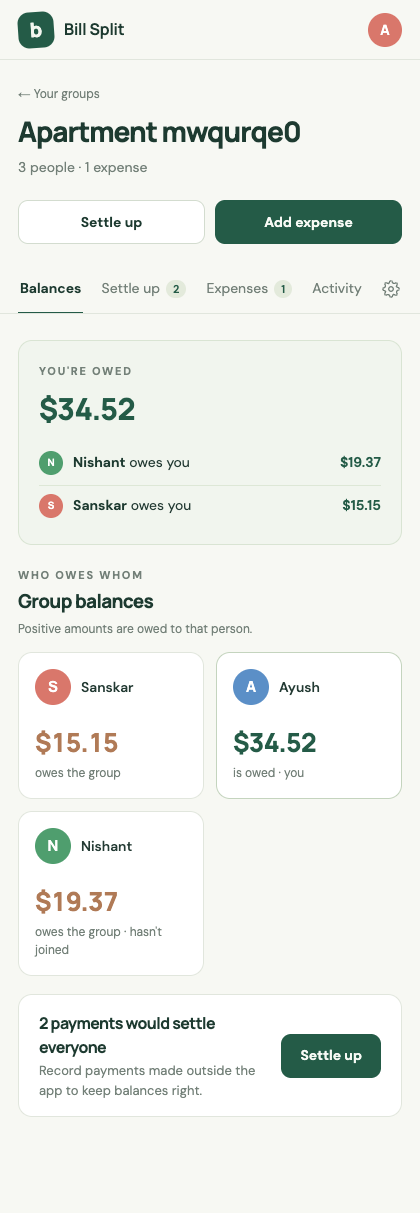 b Bill Split A
← Your groups
Apartment mwqurqe0
3 people · 1 expense
Settle up Add expense
Balances Settle up 2 Expenses 1 Activity
YOU'RE OWED
$34.52
N Nishant owes you $19.37
S Sanskar owes you $15.15
WHO OWES WHOM
Group balances
Positive amounts are owed to that person.
S Sanskar
$15.15
owes the group
A Ayush
$34.52
is owed · you
N Nishant
$19.37
owes the group · hasn't
joined
2 payments would settle
everyone
Record payments made outside the
app to keep balances right.
Settle up